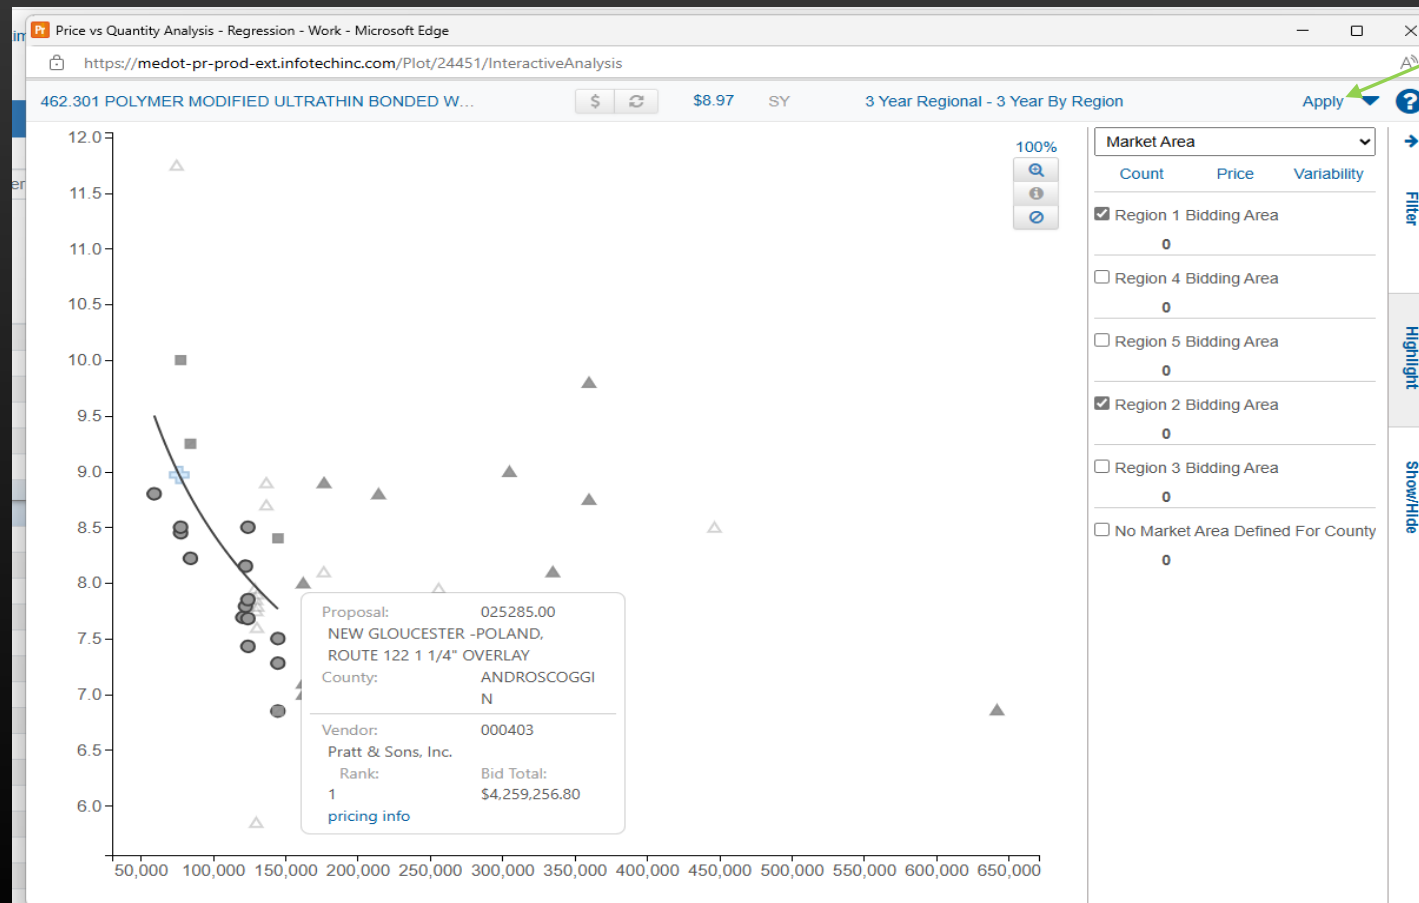 Pr Price vs Quantity Analysis - Regression - Work - Microsoft Edge
https://medot-pr-prod-ext.infotechinc.com/Plot/24451/InteractiveAnalysis
462.301 POLYMER MODIFIED ULTRATHIN BONDED W... $ $8.97 SY 3 Year Regional - 3 Year By Region Apply ?
12.0
11.5
11.0
10.5
10.0
9.5
9.0
8.5
8.0
7.5
7.0
6.5
6.0
50,000 100,000 150,000 200,000 250,000 300,000 350,000 400,000 450,000 500,000 550,000 600,000 650,000
100%
Proposal: 025285.00
NEW GLOUCESTER -POLAND,
ROUTE 122 1 1/4" OVERLAY
County: ANDROSCOGGI
N
Vendor: 000403
Pratt & Sons, Inc.
Rank: Bid Total:
1 $4,259,256.80
pricing info
Market Area
Count Price Variability
Region 1 Bidding Area
0
Region 4 Bidding Area
0
Region 5 Bidding Area
0
Region 2 Bidding Area
0
Region 3 Bidding Area
0
No Market Area Defined For County
0
Filter
Highlight
Show/Hide